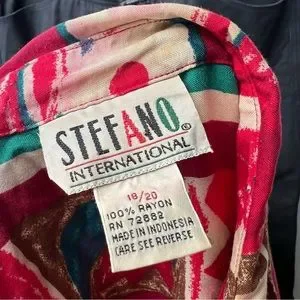 STEFANO®
INTERNATIONAL
18/20
100% RAYON
RN 72882
MADE IN INDONESIA
CARE SEE REVERSE